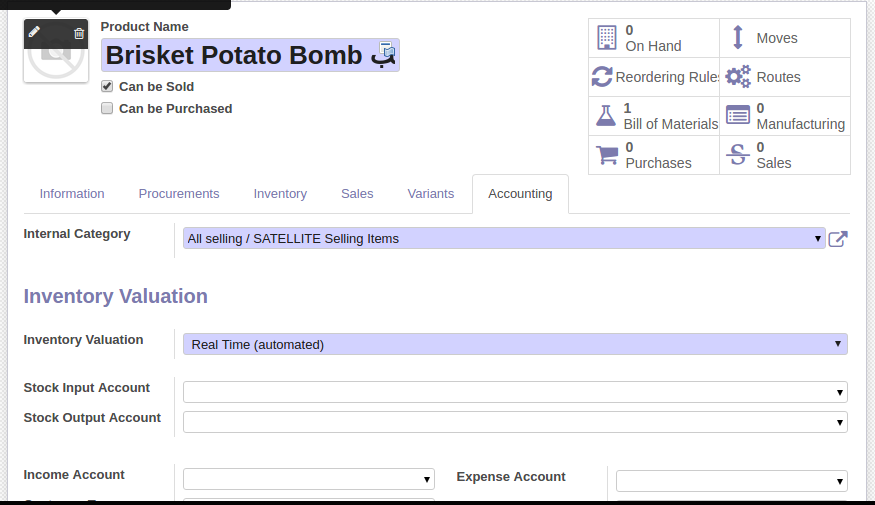 Product Name
Brisket Potato Bomb
Can be Sold
Can be Purchased
0
On Hand
Moves
Reordering Rules
Routes
1
Bill of Materials
0
Manufacturing
0
Purchases
0
Sales
Information
Procurements
Inventory
Sales
Variants
Accounting
Internal Category
All selling / SATELLITE Selling Items
Inventory Valuation
Inventory Valuation
Real Time (automated)
Stock Input Account
Stock Output Account
Income Account
Expense Account